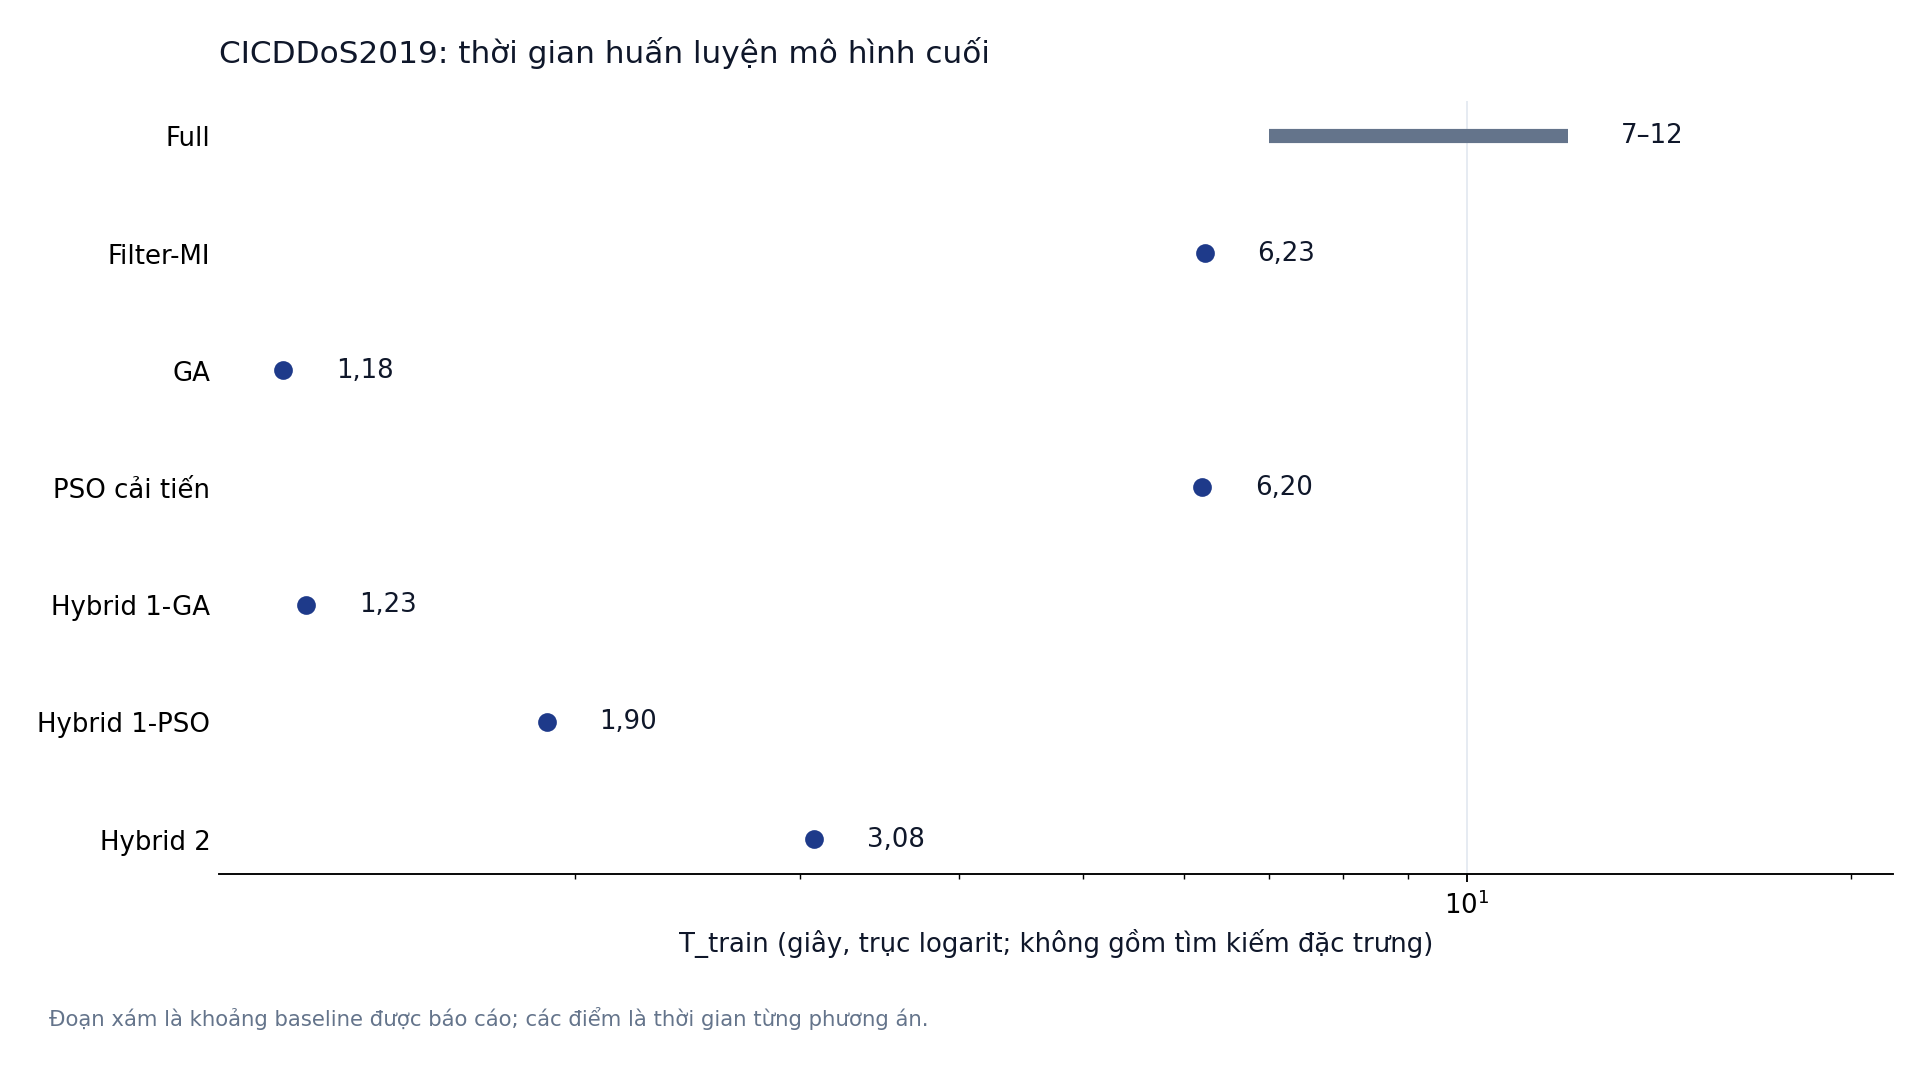 CICDDoS2019: thời gian huấn luyện mô hình cuối
Full 7–12
Filter-MI 6,23
GA 1,18
PSO cải tiến 6,20
Hybrid 1-GA 1,23
Hybrid 1-PSO 1,90
Hybrid 2 3,08
10¹
T_train (giây, trục logarit; không gồm tìm kiếm đặc trưng)
Đoạn xám là khoảng baseline được báo cáo; các điểm là thời gian từng phương án.